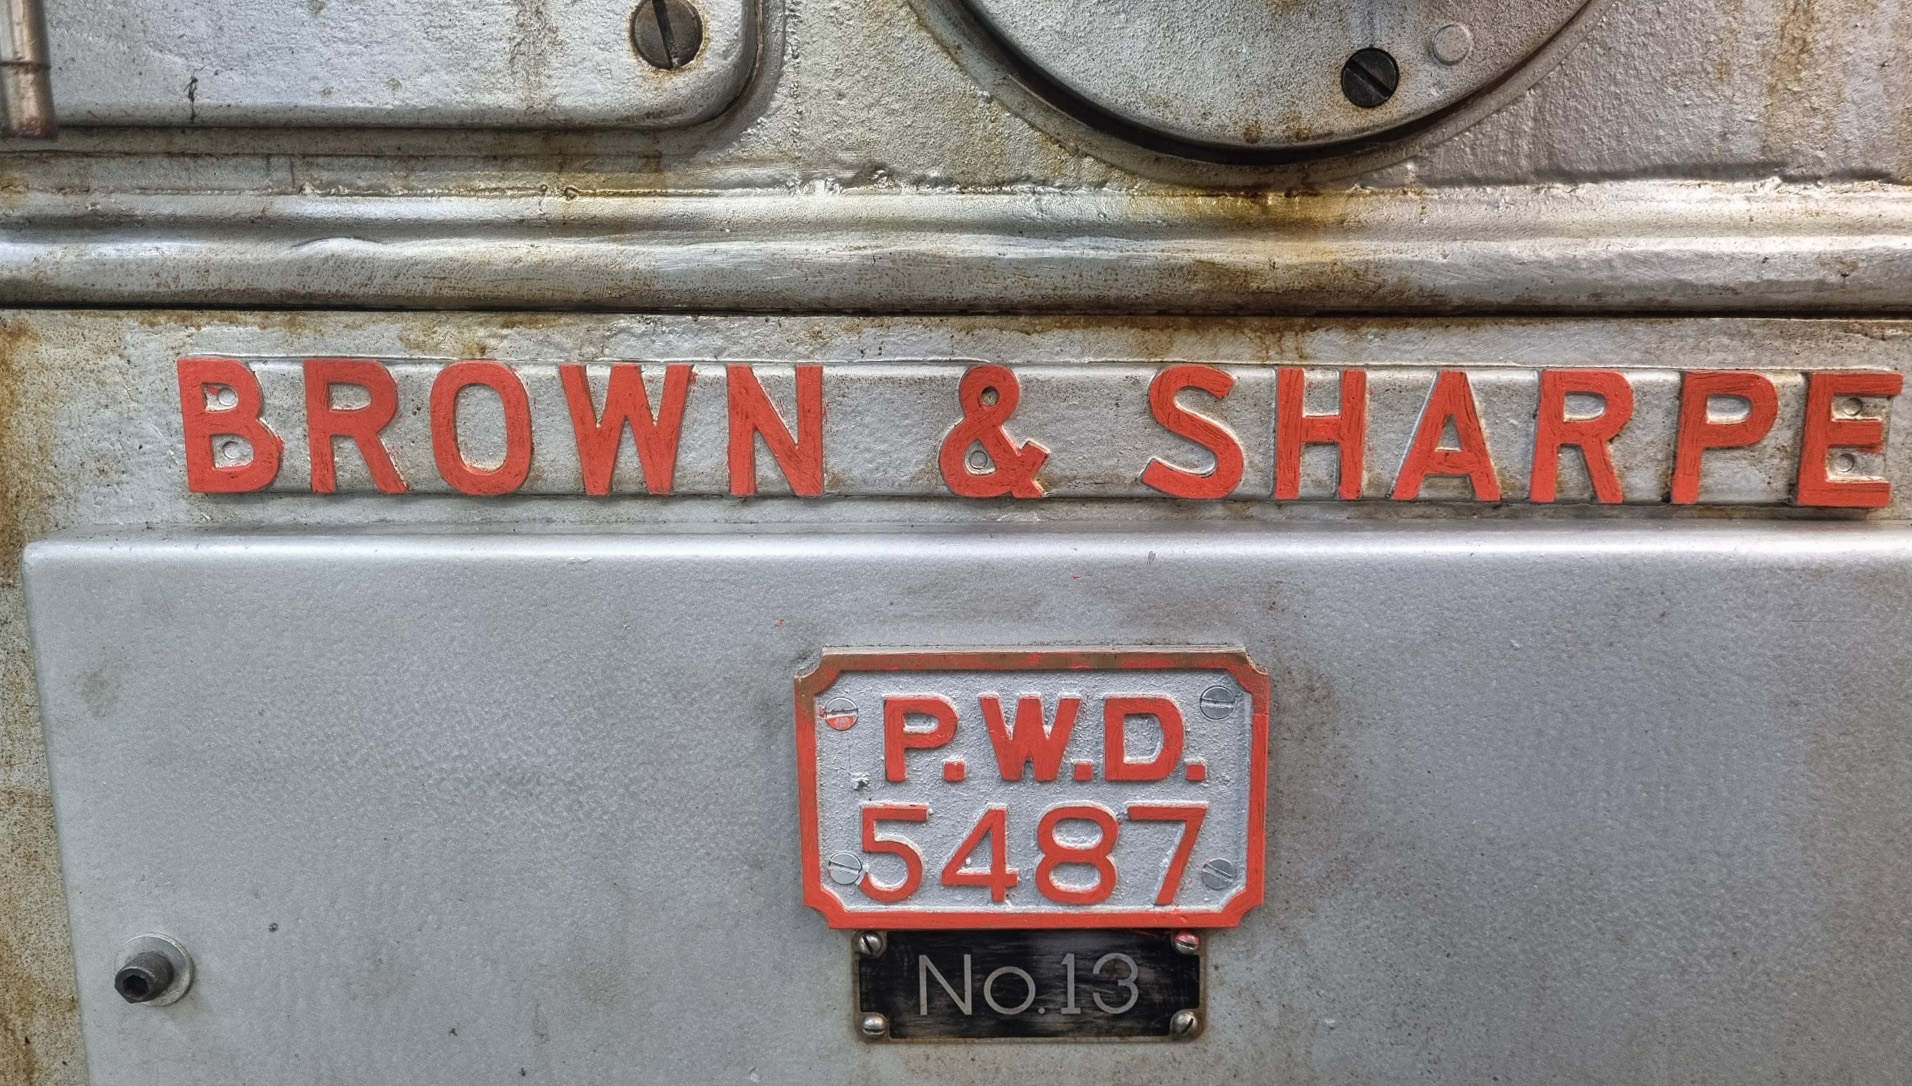 BROWN & SHARPE
P.W.D.
5487
No.13